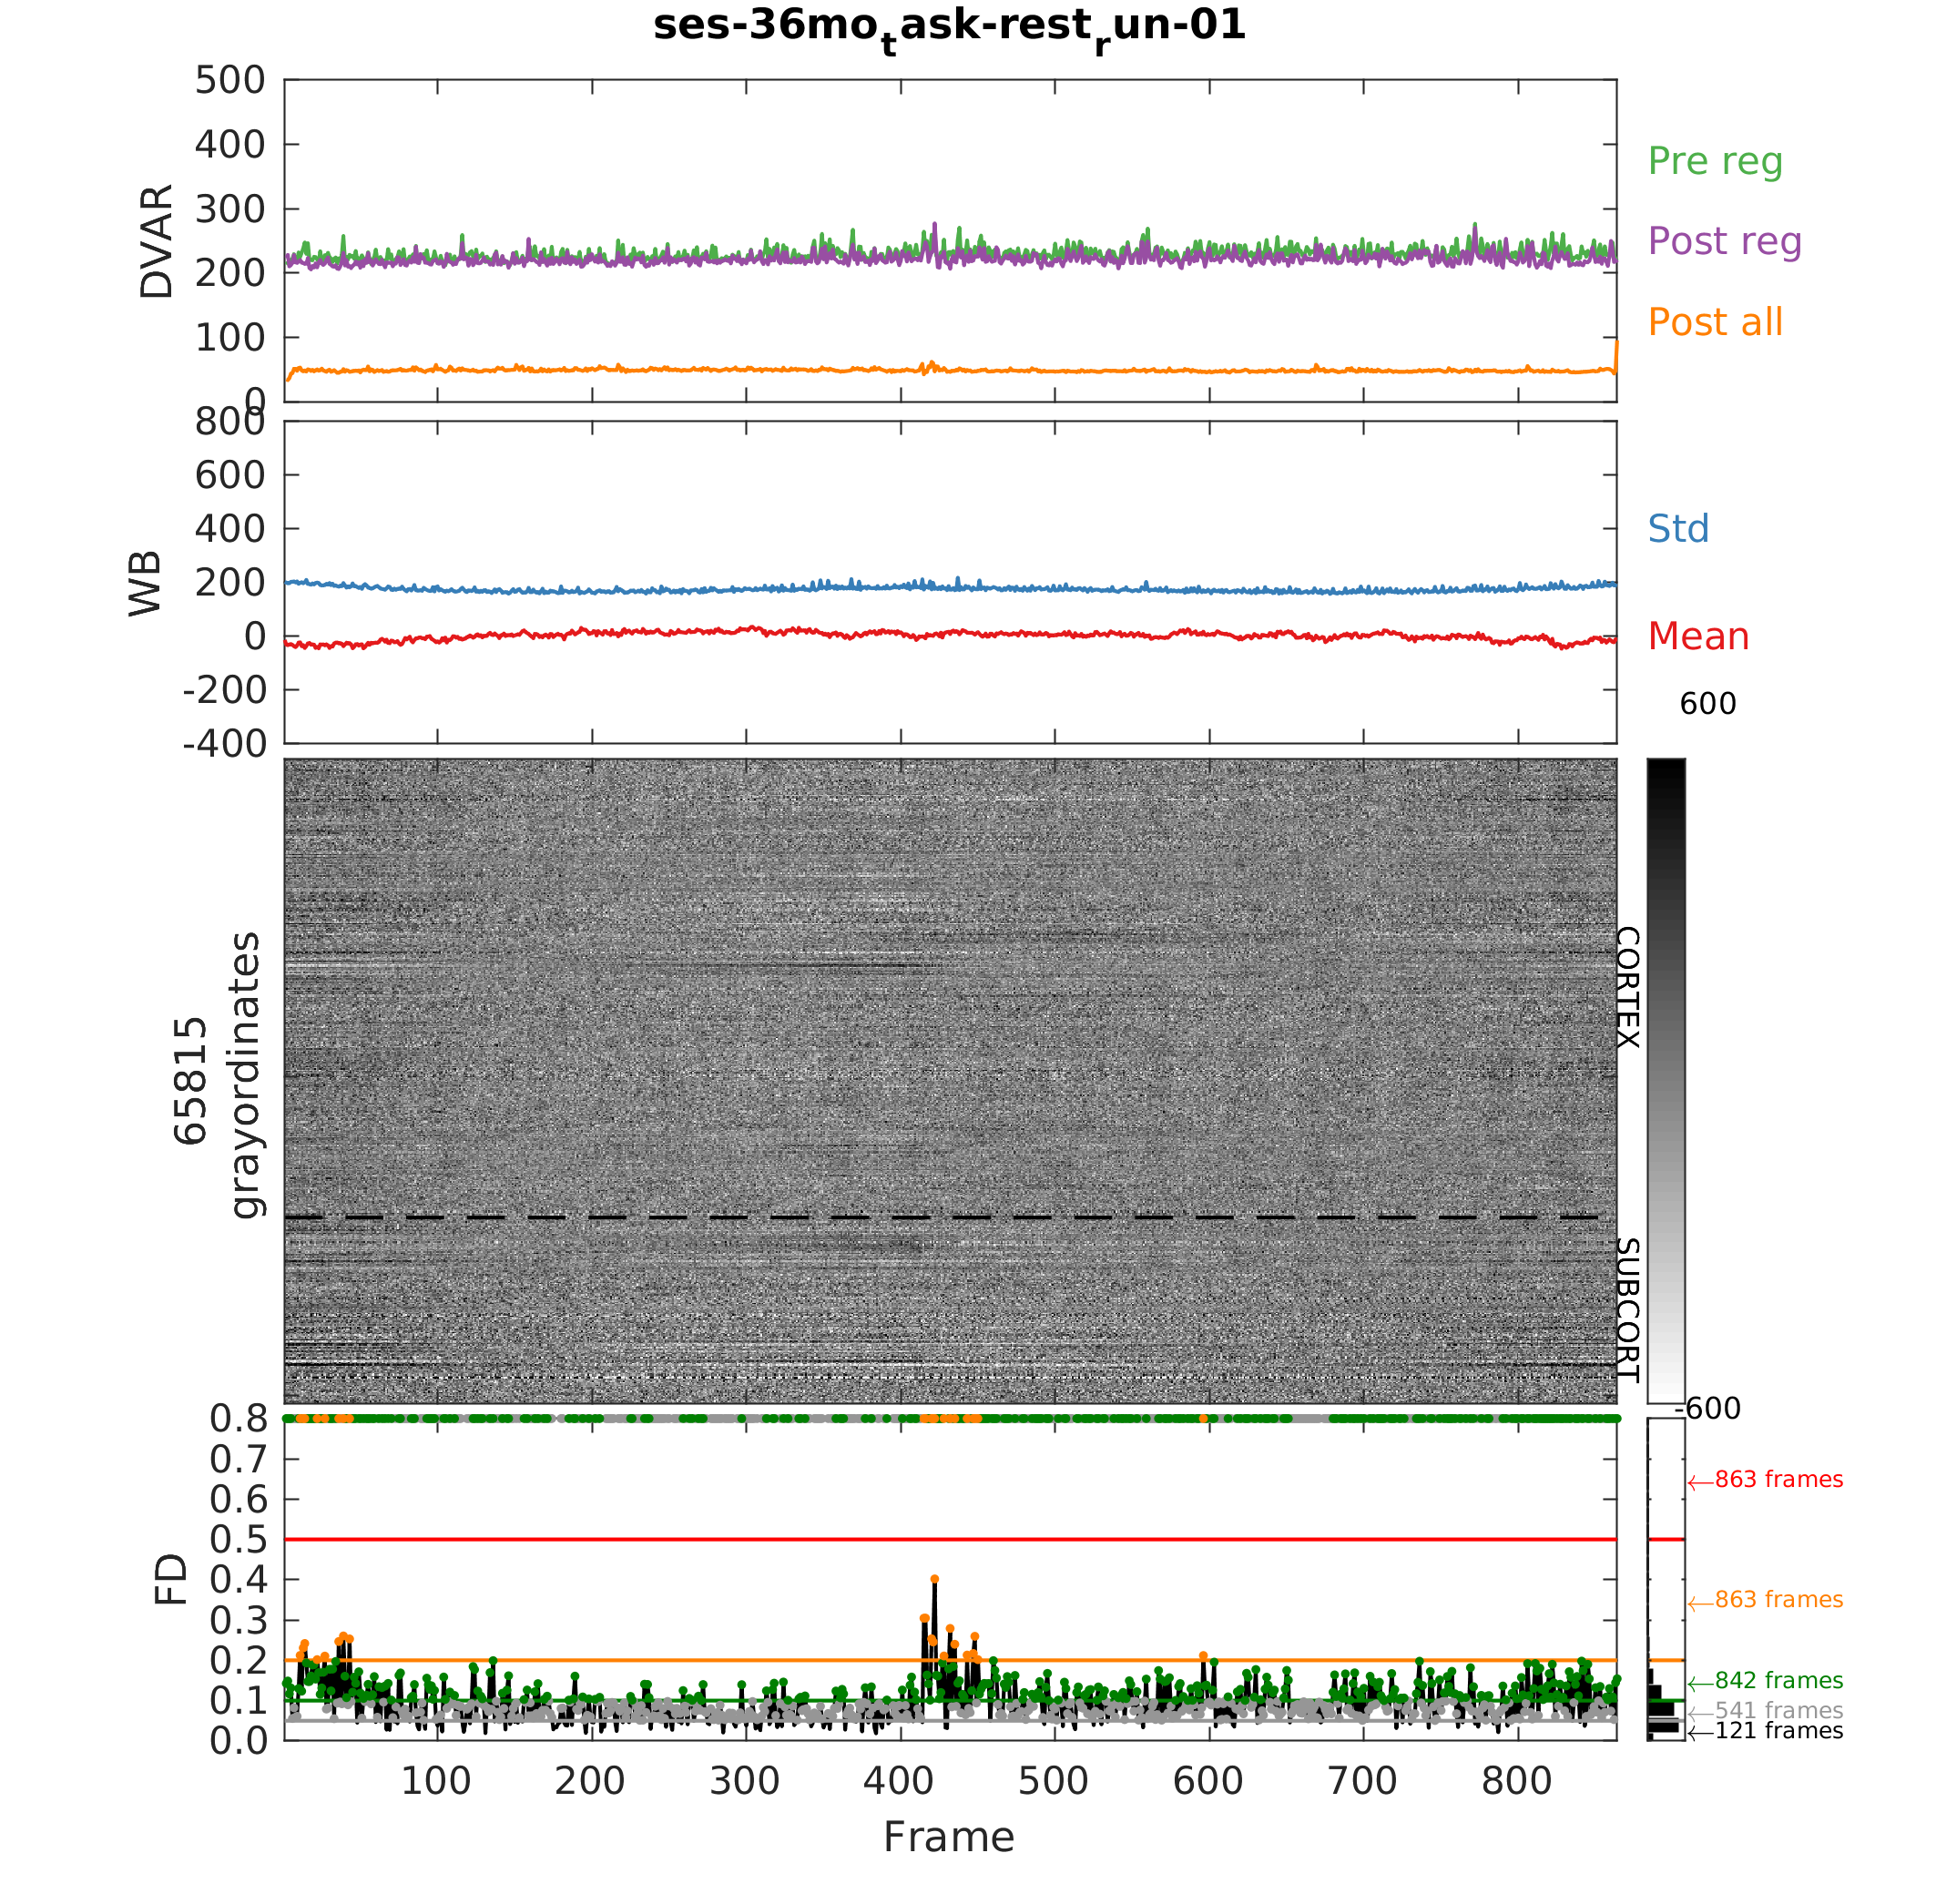 ses-36motask-restrun-01
500
400
300
200
100
0
DVAR
Pre reg
Post reg
Post all
800
600
400
200
0
-200
-400
WB
Std
Mean
600
65815
grayordinates
CORTEX
SUBCORT
-600
0.8
0.7
0.6
0.5
0.4
0.3
0.2
0.1
0.0
FD
←863 frames
←863 frames
←842 frames
←541 frames
←121 frames
100 200 300 400 500 600 700 800
Frame